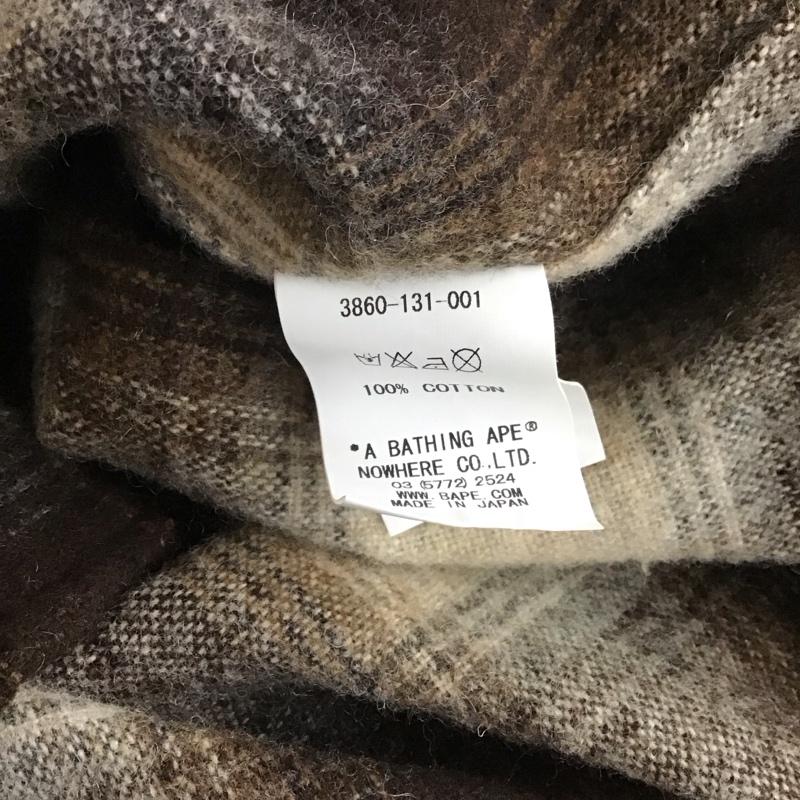 3860-131-001
100% COTTON
*A BATHING APE®
NOWHERE CO.,LTD.
03 (5772) 2524
WWW. BAPE. COM
MADE IN JAPAN